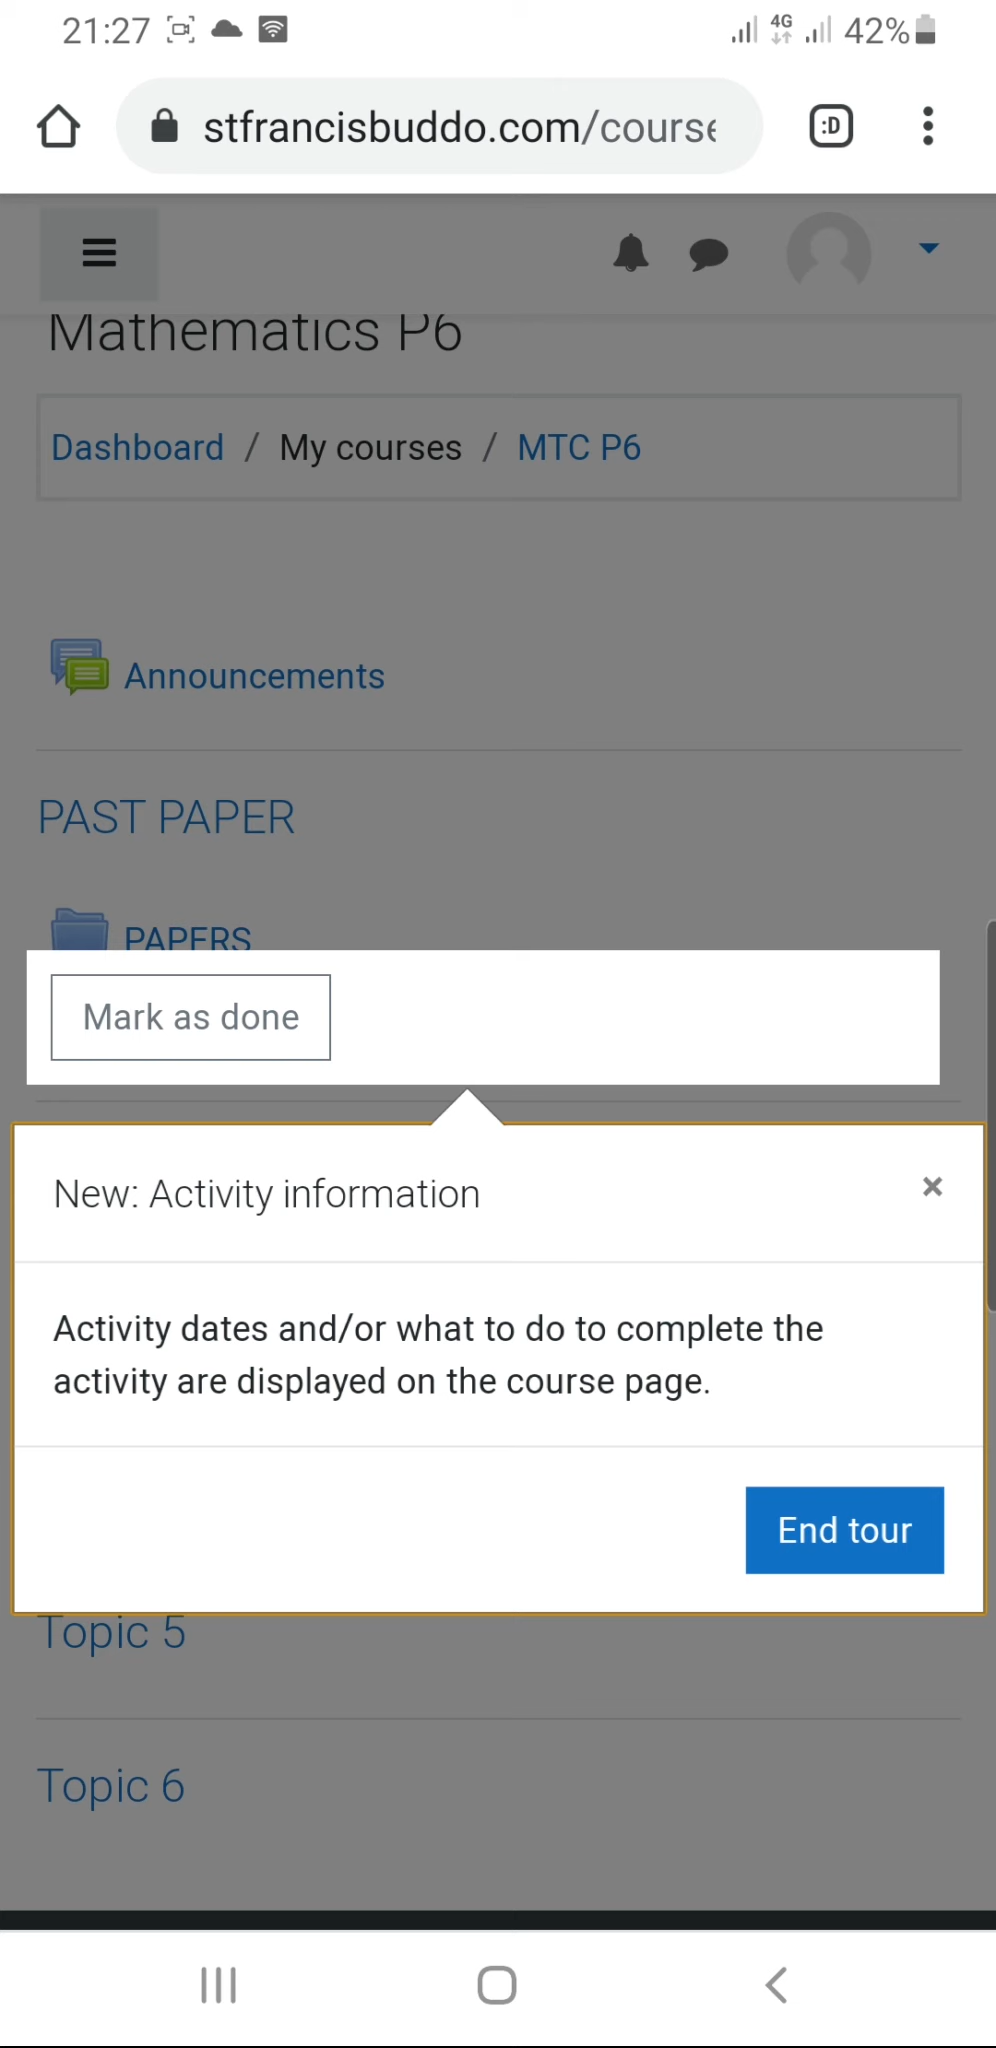 21:27
4G
42%
stfrancisbuddo.com/course
:D
Mathematics P6
Dashboard / My courses / MTC P6
Announcements
PAST PAPER
PAPERS
Mark as done
New: Activity information
×
Activity dates and/or what to do to complete the
activity are displayed on the course page.
End tour
Topic 5
Topic 6